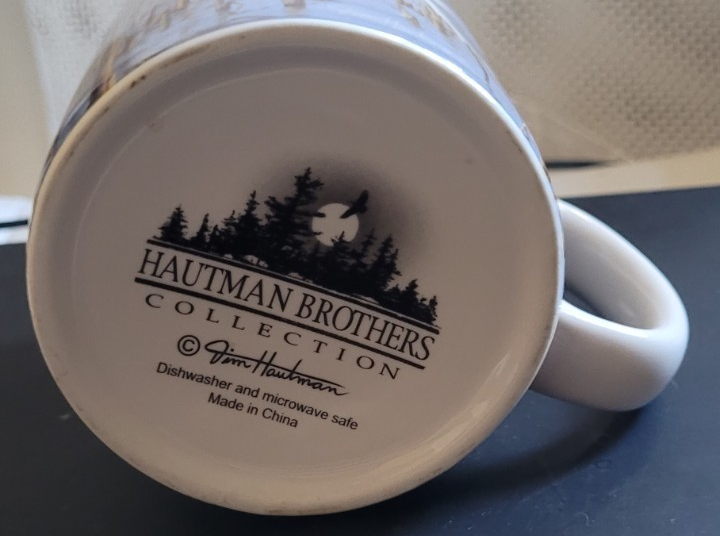 HAUTMAN BROTHERS
COLLECTION
© Jim Hautman
Dishwasher and microwave safe
Made in China